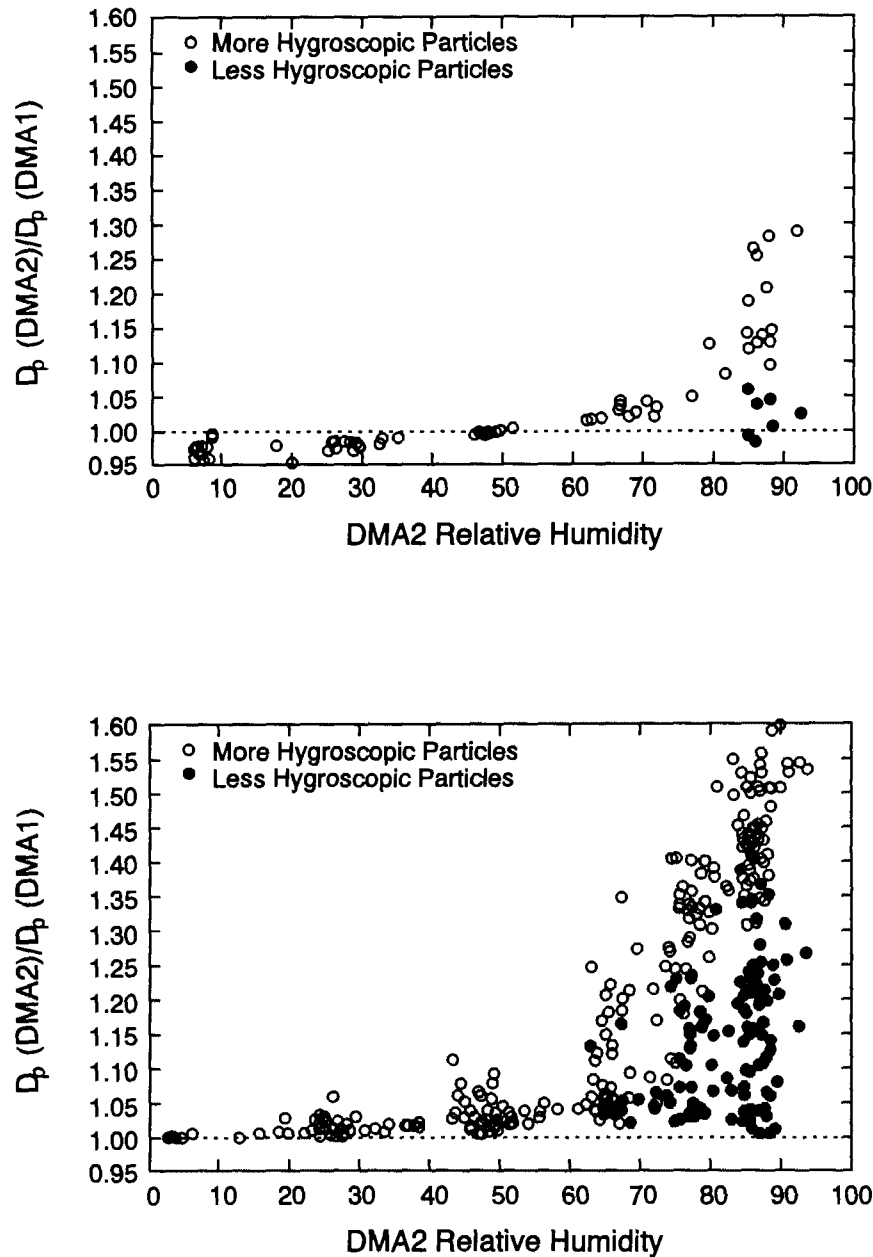 1.60
1.55
1.50
1.45
1.40
1.35
1.30
1.25
1.20
1.15
1.10
1.05
1.00
0.95
Dp (DMA2)/Dp (DMA1)
More Hygroscopic Particles
Less Hygroscopic Particles
0 10 20 30 40 50 60 70 80 90 100
DMA2 Relative Humidity
1.60
1.55
1.50
1.45
1.40
1.35
1.30
1.25
1.20
1.15
1.10
1.05
1.00
0.95
Dp (DMA2)/Dp (DMA1)
More Hygroscopic Particles
Less Hygroscopic Particles
0 10 20 30 40 50 60 70 80 90 100
DMA2 Relative Humidity